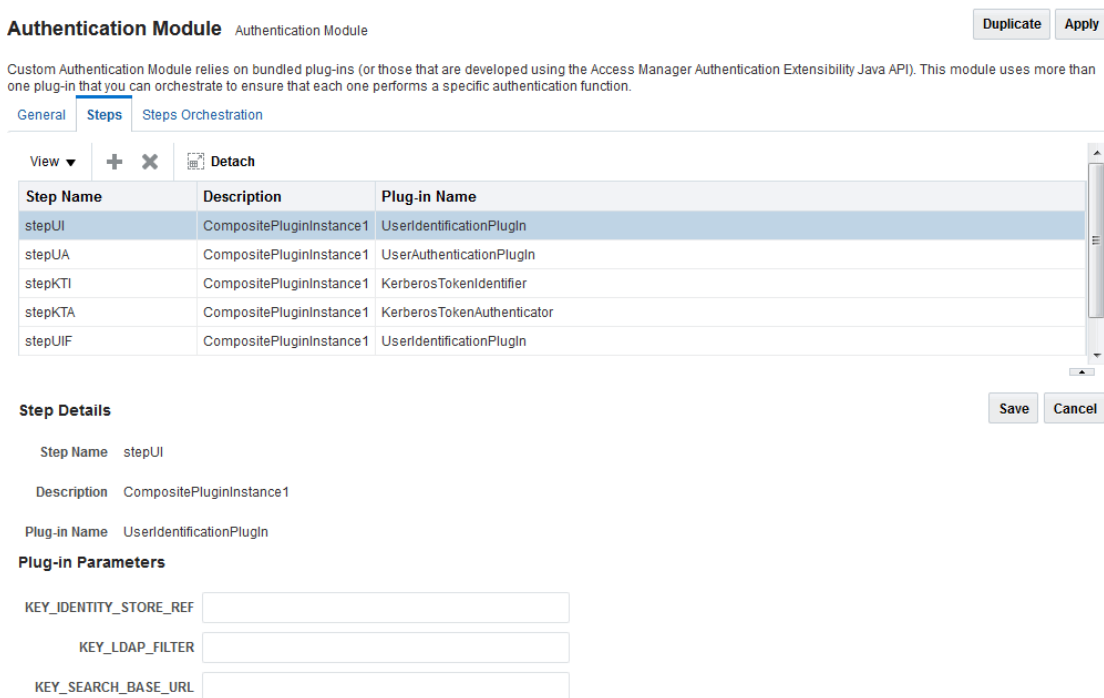 Authentication Module Authentication Module Duplicate Apply
Custom Authentication Module relies on bundled plug-ins (or those that are developed using the Access Manager Authentication Extensibility Java API). This module uses more than
one plug-in that you can orchestrate to ensure that each one performs a specific authentication function.
General Steps Steps Orchestration
View Detach
Step Name Description Plug-in Name
stepUI CompositePluginInstance1 UserIdentificationPlugIn
stepUA CompositePluginInstance1 UserAuthenticationPlugIn
stepKTI CompositePluginInstance1 KerberosTokenIdentifier
stepKTA CompositePluginInstance1 KerberosTokenAuthenticator
stepUIF CompositePluginInstance1 UserIdentificationPlugIn
Step Details Save Cancel
Step Name stepUI
Description CompositePluginInstance1
Plug-in Name UserIdentificationPlugIn
Plug-in Parameters
KEY_IDENTITY_STORE_REF
KEY_LDAP_FILTER
KEY_SEARCH_BASE_URL